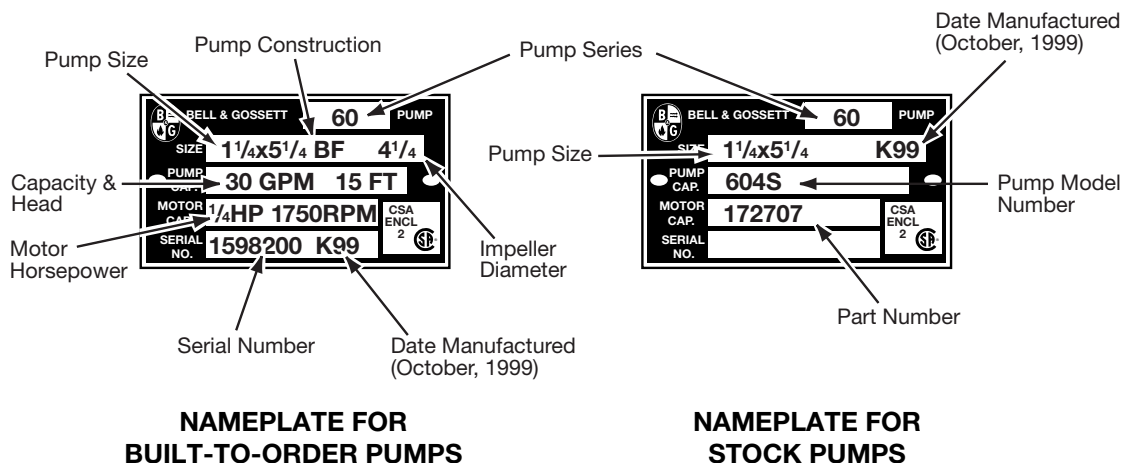 Pump Size
Pump Construction
Pump Series
Date Manufactured
(October, 1999)
B G
BELL & GOSSETT 60 PUMP
SIZE 1¹/₄x5¹/₄ BF 4¹/₄
PUMP CAP. 30 GPM 15 FT
MOTOR CAP. ¹/₄HP 1750RPM
SERIAL NO. 1598200 K99
CSA
ENCL
2
SA
Capacity &
Head
Motor
Horsepower
Serial Number
Date Manufactured
(October, 1999)
Impeller
Diameter
NAMEPLATE FOR
BUILT-TO-ORDER PUMPS
B G
BELL & GOSSETT 60 PUMP
SIZE 1¹/₄x5¹/₄ K99
PUMP CAP. 604S
MOTOR CAP. 172707
SERIAL NO.
CSA
ENCL
2
SA
Pump Size
Pump Model
Number
Part Number
NAMEPLATE FOR
STOCK PUMPS